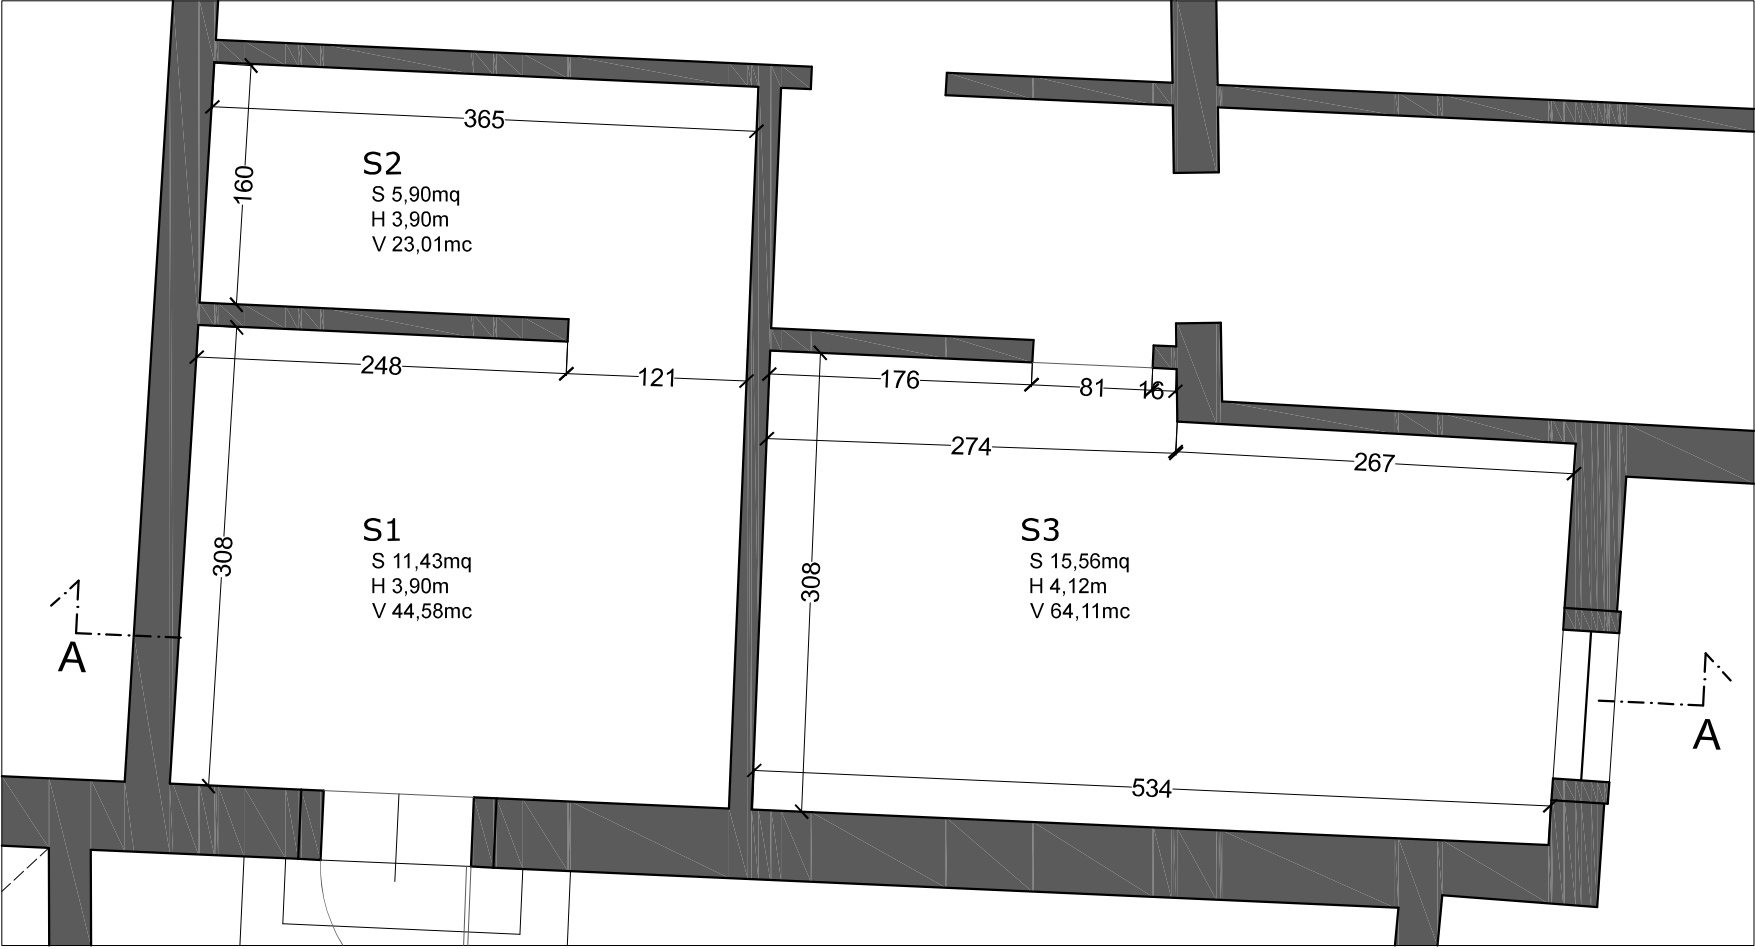 365
S2
S 5,90mq
H 3,90m
V 23,01mc
160
248
121
176
81
16
274
267
308
S1
S 11,43mq
H 3,90m
V 44,58mc
308
S3
S 15,56mq
H 4,12m
V 64,11mc
A
A
534